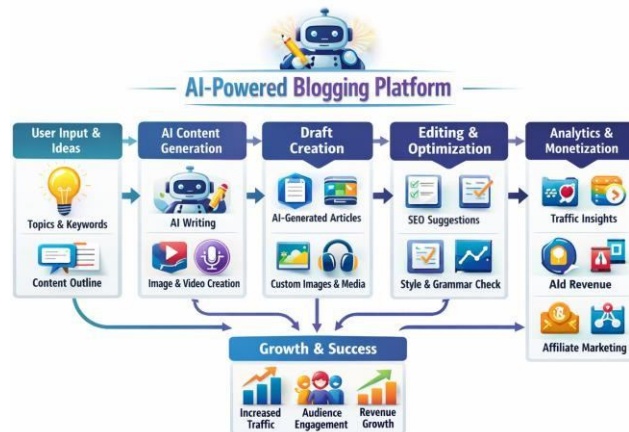 AI-Powered Blogging Platform
User Input &
Ideas
Topics & Keywords
Content Outline
AI Content
Generation
AI Writing
Image & Video Creation
Draft
Creation
AI-Generated Articles
Custom Images & Media
Editing &
Optimization
SEO Suggestions
Style & Grammar Check
Analytics &
Monetization
Traffic Insights
Ald Revenue
Affiliate Marketing
Growth & Success
Increased
Traffic
Audience
Engagement
Revenue
Growth